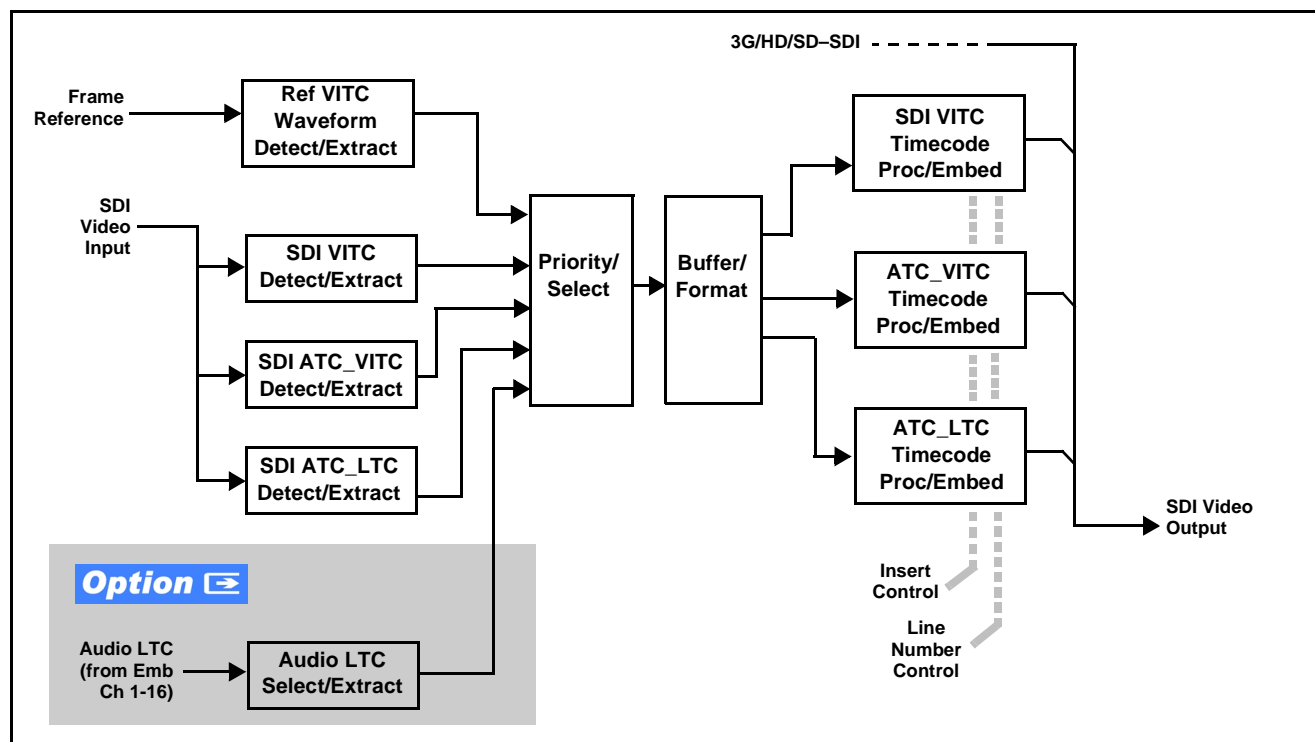 3G/HD/SD–SDI
Frame
Reference
Ref VITC
Waveform
Detect/Extract
SDI VITC
Timecode
Proc/Embed
SDI
Video
Input
SDI VITC
Detect/Extract
Priority/
Select
Buffer/
Format
ATC_VITC
Timecode
Proc/Embed
SDI ATC_VITC
Detect/Extract
ATC_LTC
Timecode
Proc/Embed
SDI ATC_LTC
Detect/Extract
SDI Video
Output
Option
Insert
Control
Line
Number
Control
Audio LTC
(from Emb
Ch 1-16)
Audio LTC
Select/Extract